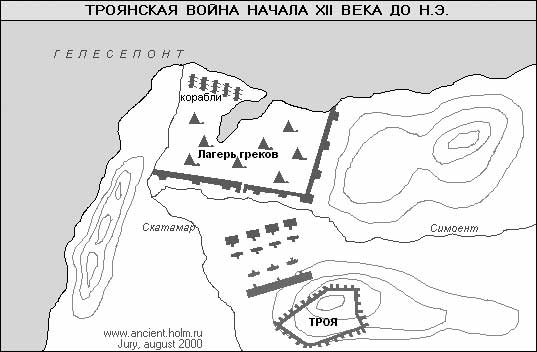 ТРОЯНСКАЯ ВОЙНА НАЧАЛА XII ВЕКА ДО Н.Э.
ГЕЛЕСЕПОНТ
корабли
Лагерь греков
Скатамар
Симоент
ТРОЯ
www.ancient.holm.ru
Jury, august 2000